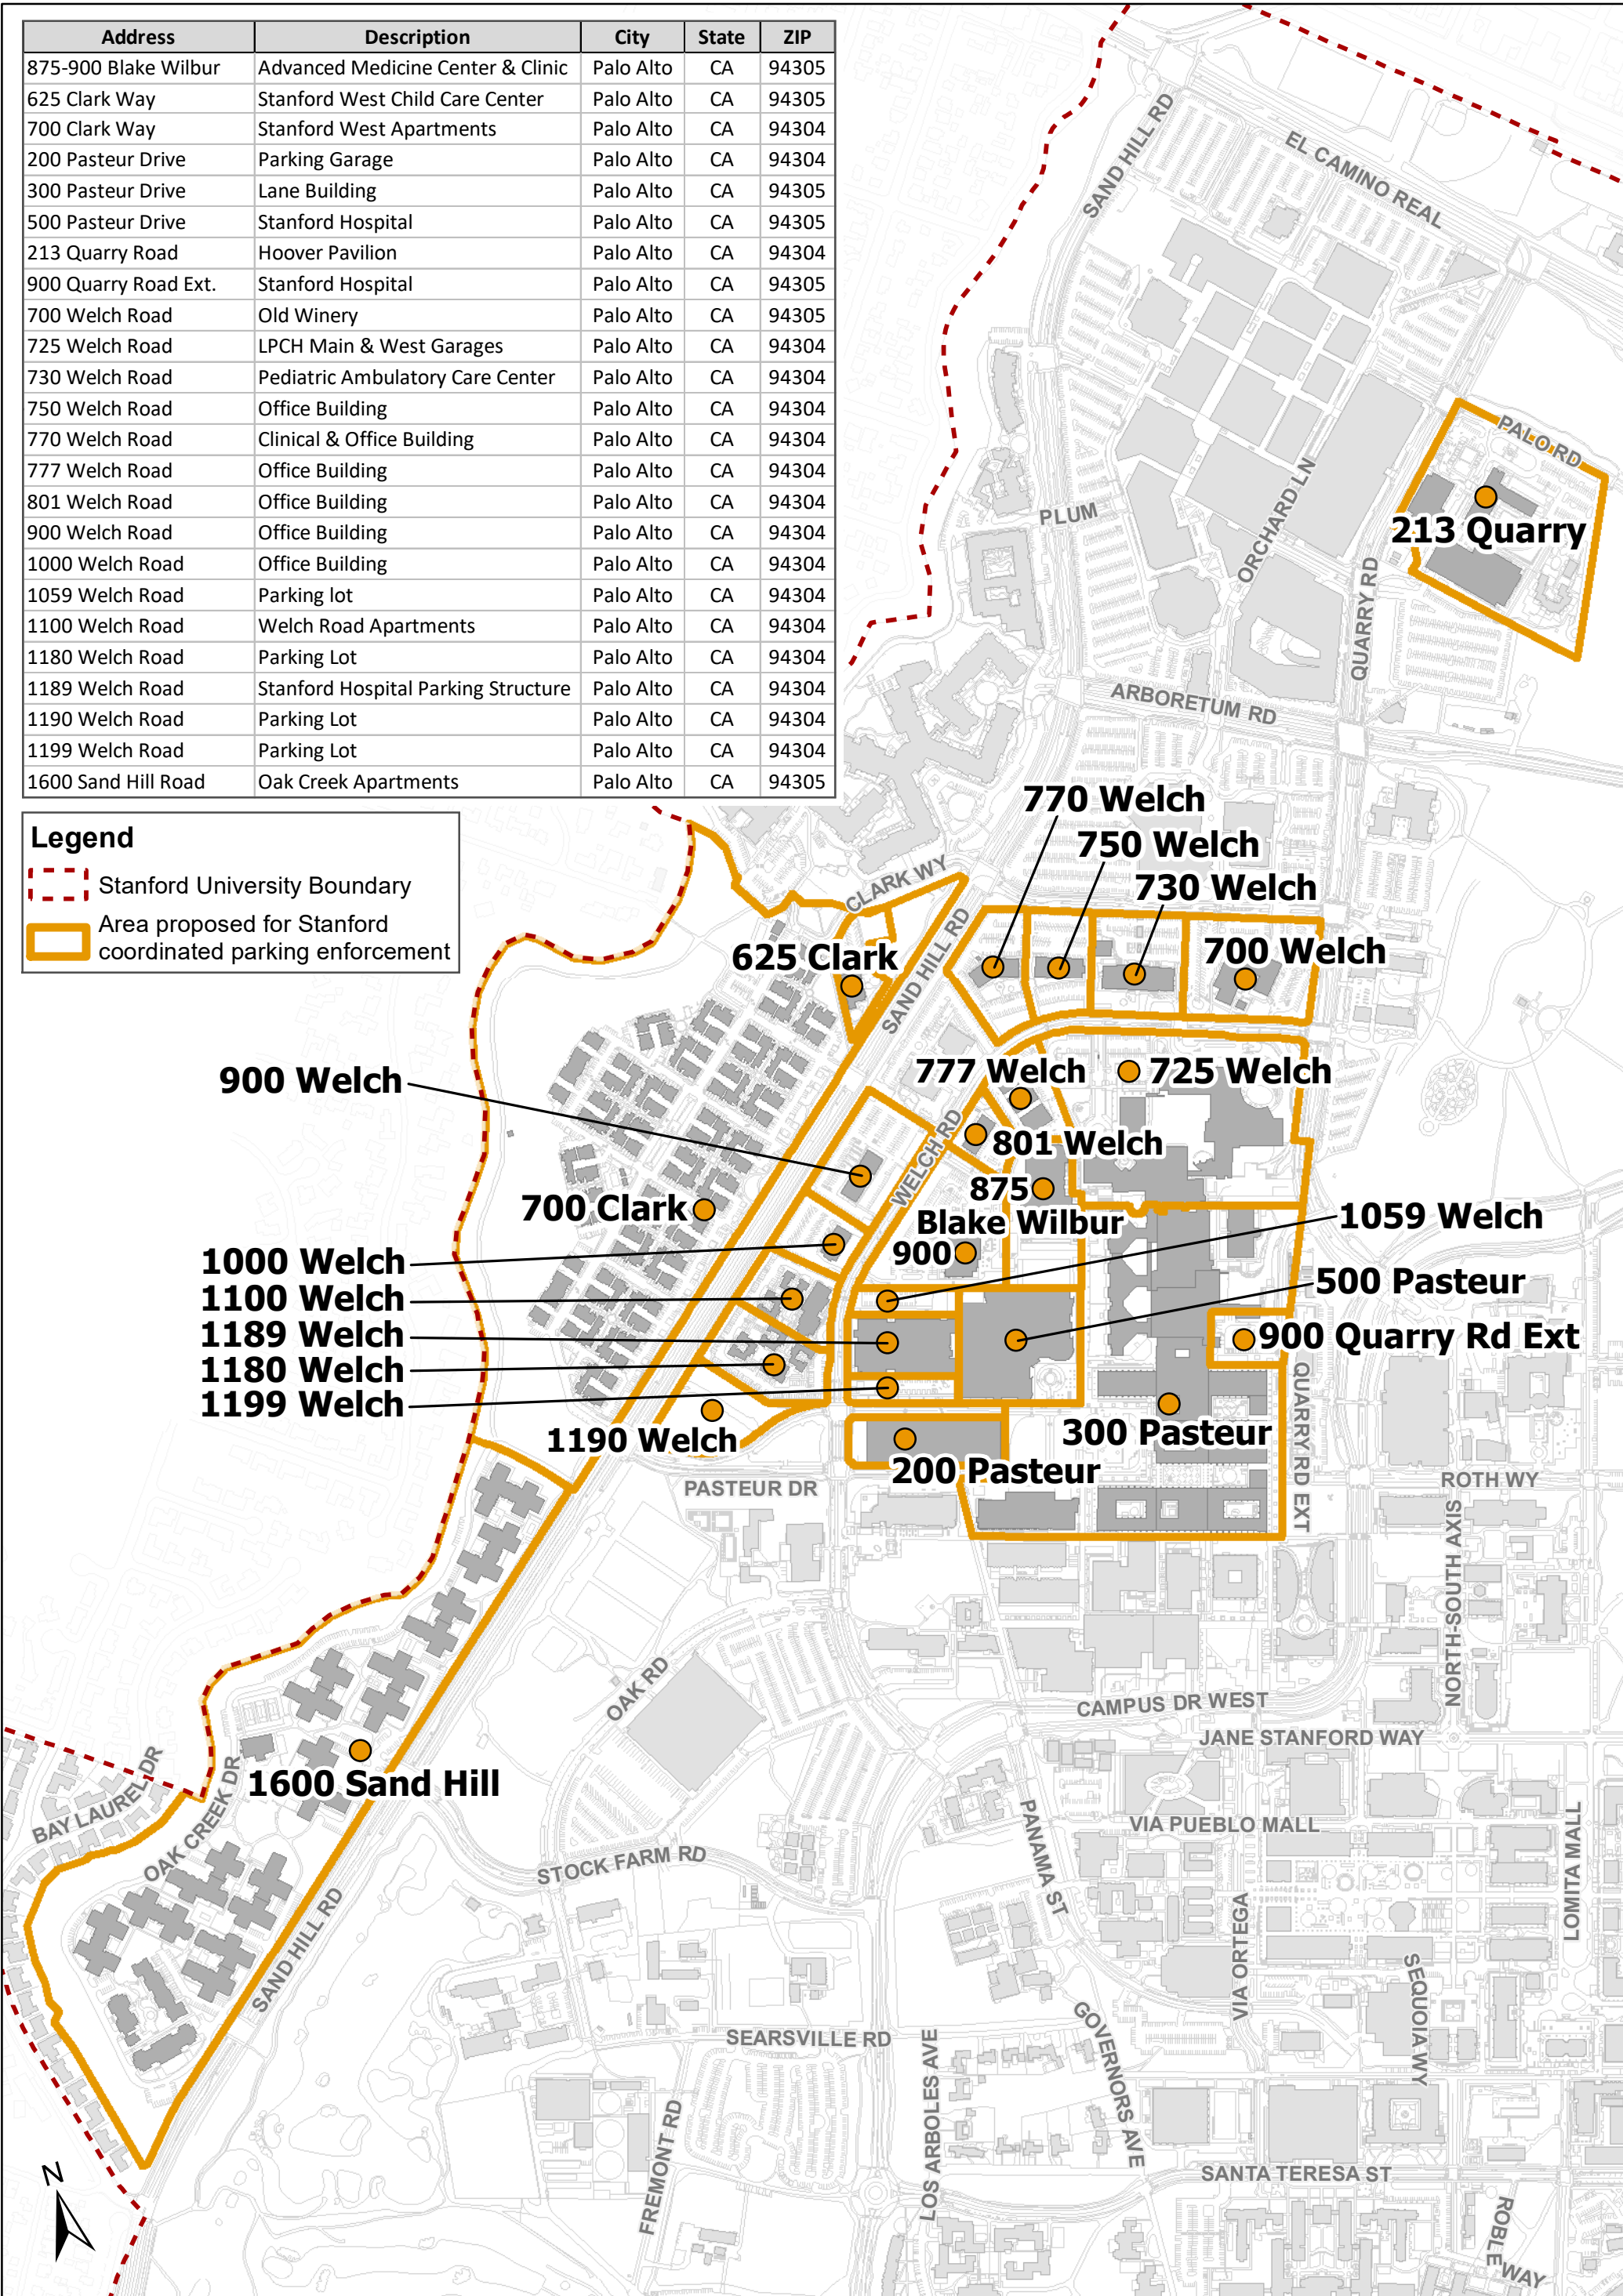 Address Description City State ZIP
875-900 Blake Wilbur Advanced Medicine Center & Clinic Palo Alto CA 94305
625 Clark Way Stanford West Child Care Center Palo Alto CA 94305
700 Clark Way Stanford West Apartments Palo Alto CA 94304
200 Pasteur Drive Parking Garage Palo Alto CA 94304
300 Pasteur Drive Lane Building Palo Alto CA 94305
500 Pasteur Drive Stanford Hospital Palo Alto CA 94305
213 Quarry Road Hoover Pavilion Palo Alto CA 94304
900 Quarry Road Ext. Stanford Hospital Palo Alto CA 94305
700 Welch Road Old Winery Palo Alto CA 94305
725 Welch Road LPCH Main & West Garages Palo Alto CA 94304
730 Welch Road Pediatric Ambulatory Care Center Palo Alto CA 94304
750 Welch Road Office Building Palo Alto CA 94304
770 Welch Road Clinical & Office Building Palo Alto CA 94304
777 Welch Road Office Building Palo Alto CA 94304
801 Welch Road Office Building Palo Alto CA 94304
900 Welch Road Office Building Palo Alto CA 94304
1000 Welch Road Office Building Palo Alto CA 94304
1059 Welch Road Parking lot Palo Alto CA 94304
1100 Welch Road Welch Road Apartments Palo Alto CA 94304
1180 Welch Road Parking Lot Palo Alto CA 94304
1189 Welch Road Stanford Hospital Parking Structure Palo Alto CA 94304
1190 Welch Road Parking Lot Palo Alto CA 94304
1199 Welch Road Parking Lot Palo Alto CA 94304
1600 Sand Hill Road Oak Creek Apartments Palo Alto CA 94305
Legend
Stanford University Boundary
Area proposed for Stanford
coordinated parking enforcement
SAND HILL RD
EL CAMINO REAL
PALO RD
213 Quarry
PLUM
ORCHARD LN
QUARRY RD
ARBORETUM RD
770 Welch
750 Welch
730 Welch
700 Welch
CLARK WY
625 Clark
SAND HILL RD
777 Welch
725 Welch
900 Welch
801 Welch
WELCH RD
875
Blake Wilbur
900
700 Clark
1059 Welch
1000 Welch
500 Pasteur
1100 Welch
1189 Welch
900 Quarry Rd Ext
1180 Welch
1199 Welch
300 Pasteur
1190 Welch
200 Pasteur
QUARRY RD EXT
PASTEUR DR
ROTH WY
NORTH-SOUTH AXIS
OAK RD
CAMPUS DR WEST
JANE STANFORD WAY
1600 Sand Hill
BAY LAUREL DR
OAK CREEK DR
PANAMA ST
VIA PUEBLO MALL
LOMITA MALL
STOCK FARM RD
SAND HILL RD
VIA ORTEGA
SEQUOIA WY
SEARSVILLE RD
GOVERNORS AVE
LOS ARBOLES AVE
FREMONT RD
SANTA TERESA ST
ROBLE WAY
N